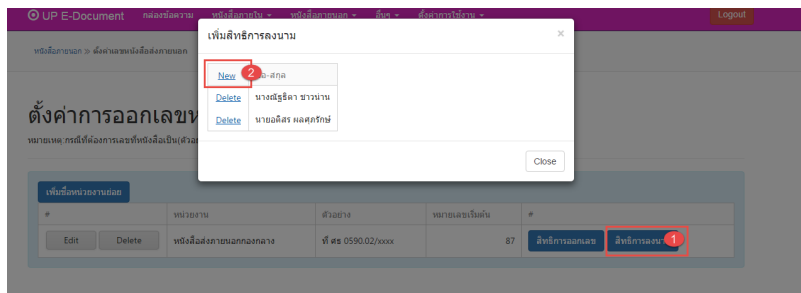 UP E-Document กล่องข้อความ หนังสือภายใน หนังสือภายนอก อื่นๆ ตั้งค่าการใช้งาน Logout
เพิ่มสิทธิการลงนาม ×
หนังสือภายนอก » ตั้งค่าเลขหนังสือส่งภายนอก
New 2 อ-สกุล
Delete นางณัฐธิดา ชาวน่าน
Delete นายอดิสร ผลศุภรักษ์
ตั้งค่าการออกเลขห
หมายเหตุ:กรณีที่ต้องการเลขที่หนังสือเป็น(ตัวอย
Close
เพิ่มชื่อหน่วยงานย่อย
# หน่วยงาน ตัวอย่าง หมายเลขเริ่มต้น #
Edit Delete หนังสือส่งภายนอกกองกลาง ที่ ศธ 0590.02/xxxx 87 สิทธิการออกเลข สิทธิการลงน 1